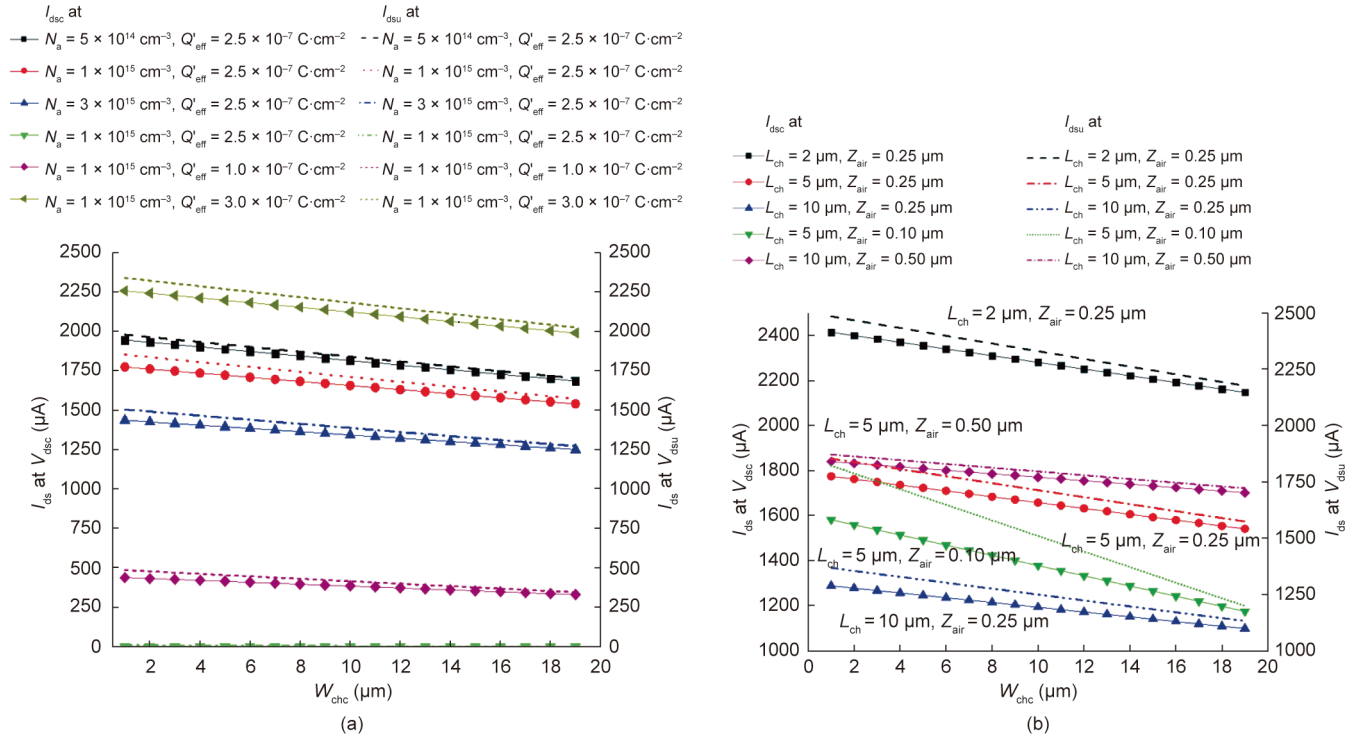 I_dsc at I_dsu at
N_a = 5 × 10^14 cm^−3, Q'_eff = 2.5 × 10^−7 C·cm^−2 N_a = 5 × 10^14 cm^−3, Q'_eff = 2.5 × 10^−7 C·cm^−2
N_a = 1 × 10^15 cm^−3, Q'_eff = 2.5 × 10^−7 C·cm^−2 N_a = 1 × 10^15 cm^−3, Q'_eff = 2.5 × 10^−7 C·cm^−2
N_a = 3 × 10^15 cm^−3, Q'_eff = 2.5 × 10^−7 C·cm^−2 N_a = 3 × 10^15 cm^−3, Q'_eff = 2.5 × 10^−7 C·cm^−2
N_a = 1 × 10^15 cm^−3, Q'_eff = 2.5 × 10^−7 C·cm^−2 N_a = 1 × 10^15 cm^−3, Q'_eff = 2.5 × 10^−7 C·cm^−2
N_a = 1 × 10^15 cm^−3, Q'_eff = 1.0 × 10^−7 C·cm^−2 N_a = 1 × 10^15 cm^−3, Q'_eff = 1.0 × 10^−7 C·cm^−2
N_a = 1 × 10^15 cm^−3, Q'_eff = 3.0 × 10^−7 C·cm^−2 N_a = 1 × 10^15 cm^−3, Q'_eff = 3.0 × 10^−7 C·cm^−2
2500 2500
2250 2250
2000 2000
1750 1750
1500 1500
1250 1250
1000 1000
750 750
500 500
250 250
0 0
I_ds at V_dsc (μA)
I_ds at V_dsu (μA)
2 4 6 8 10 12 14 16 18 20
W_chc (μm)
(a)
I_dsc at I_dsu at
L_ch = 2 μm, Z_air = 0.25 μm L_ch = 2 μm, Z_air = 0.25 μm
L_ch = 5 μm, Z_air = 0.25 μm L_ch = 5 μm, Z_air = 0.25 μm
L_ch = 10 μm, Z_air = 0.25 μm L_ch = 10 μm, Z_air = 0.25 μm
L_ch = 5 μm, Z_air = 0.10 μm L_ch = 5 μm, Z_air = 0.10 μm
L_ch = 10 μm, Z_air = 0.50 μm L_ch = 10 μm, Z_air = 0.50 μm
L_ch = 2 μm, Z_air = 0.25 μm
L_ch = 5 μm, Z_air = 0.50 μm
L_ch = 5 μm, Z_air = 0.25 μm
L_ch = 5 μm, Z_air = 0.10 μm
L_ch = 10 μm, Z_air = 0.25 μm
2400
2200
2000
1800
1600
1400
1200
1000
I_ds at V_dsc (μA)
2500
2250
2000
1750
1500
1250
1000
I_ds at V_dsu (μA)
0 2 4 6 8 10 12 14 16 18 20
W_chc (μm)
(b)